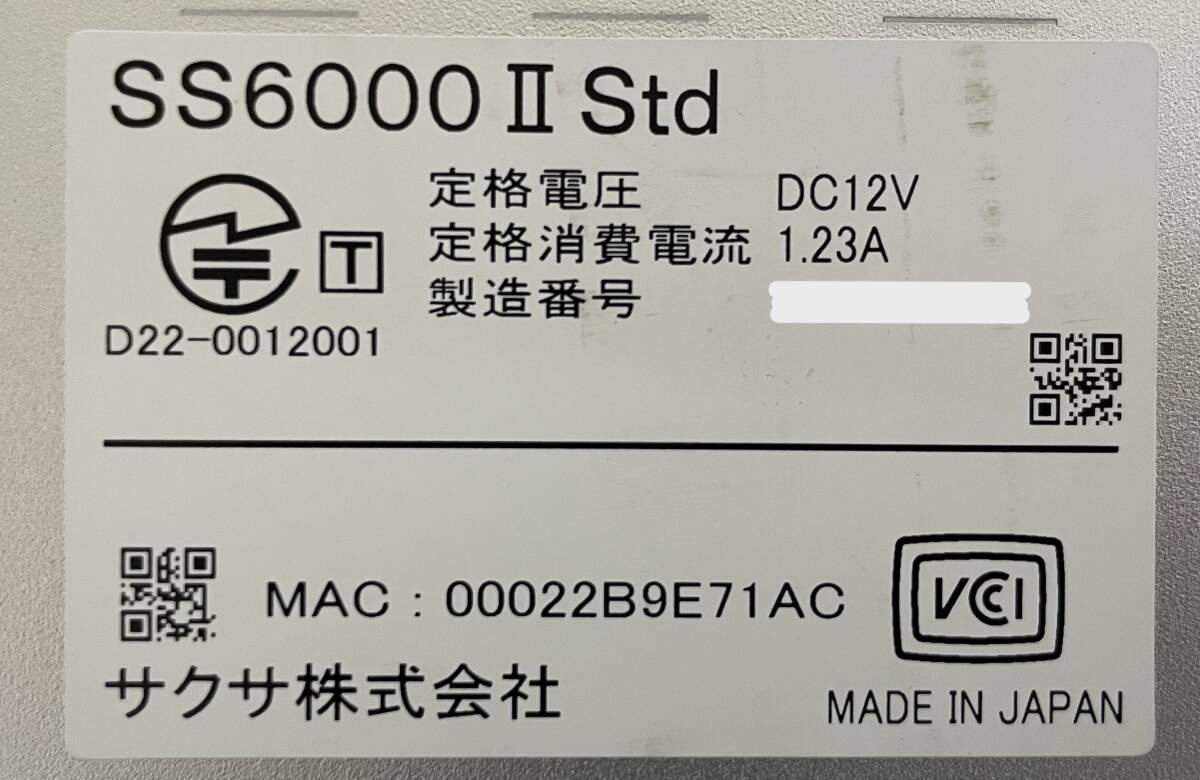 SS6000 Ⅱ Std
定格電圧 DC12V
定格消費電流 1.23A
製造番号
T
D22-0012001
MAC : 00022B9E71AC
VCCI
サクサ株式会社
MADE IN JAPAN